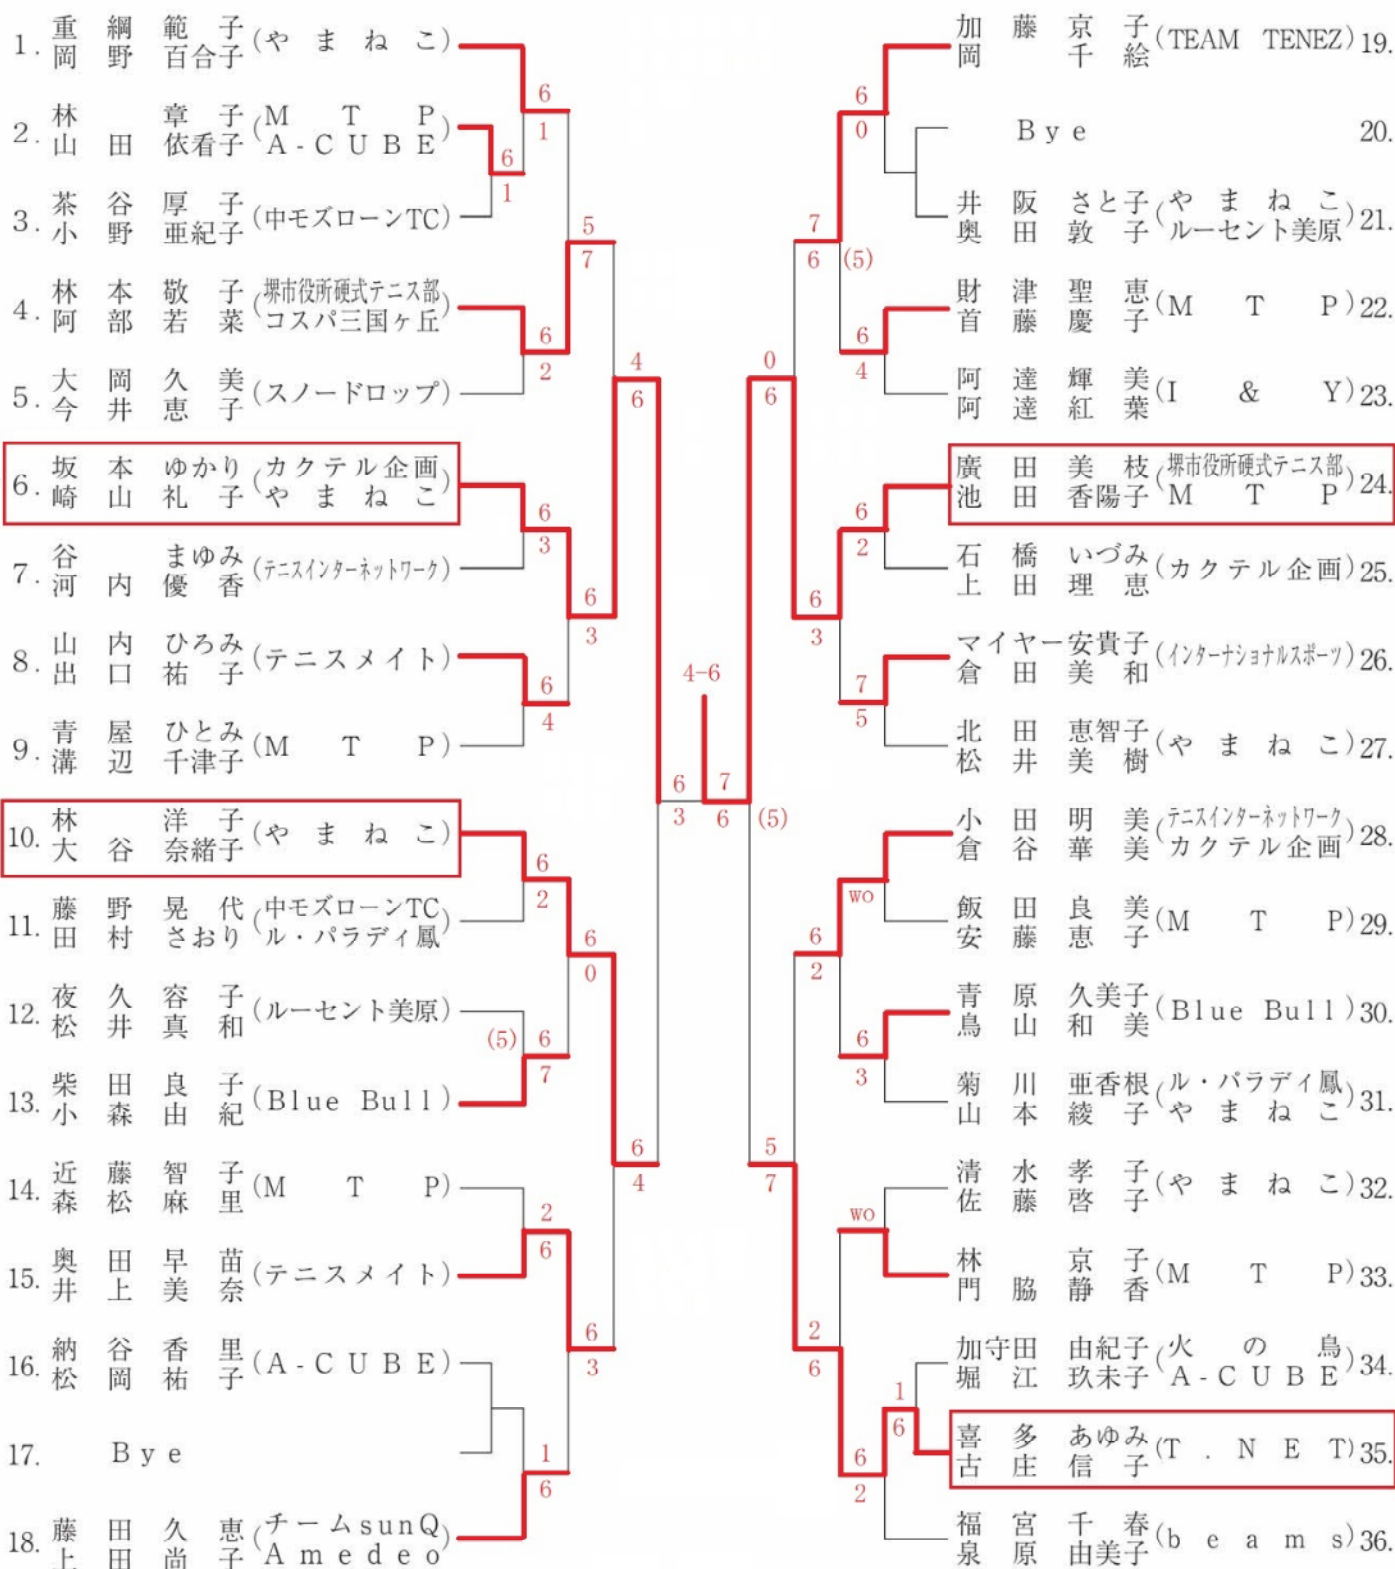 1. 重綱範子 (やまねこ)
岡野百合子
2. 林章子 (MTP
山田依看子 A-CUBE)
3. 茶谷厚子 (中モズローンTC)
小野亜紀子
4. 林本敬子 (堺市役所硬式テニス部
阿部若菜 コスパ三国ヶ丘)
5. 大岡久美 (スノードロップ)
今井恵子
6. 坂本ゆかり (カクテル企画
崎山礼子 やまねこ)
7. 谷まゆみ (テニスインターネットワーク)
河内優香
8. 山内ひろみ (テニスメイト)
出口祐子
9. 青屋ひとみ (MTP)
溝辺千津子
10. 林洋子 (やまねこ)
大谷奈緒子
11. 藤野晃代 (中モズローンTC
田村さおり ル・パラディ鳳)
12. 夜久容子 (ルーセント美原)
松井真和
13. 柴田良子 (Blue Bull)
小森由紀
14. 近藤智子 (MTP)
森松麻里
15. 奥田早苗 (テニスメイト)
井上美奈
16. 納谷香里 (A-CUBE)
松岡祐子
17. Bye
18. 藤田久恵 (チームsunQ
上田尚子 Amedeo)
6
1
6
1
5
7
6
2
4
6
6
3
6
3
6
4
6
3
6
2
6
0
(5) 6
7
6
4
2
6
6
3
1
6
4-6
7
6 (5)
6
0
7
6 (5)
6
4
0
6
6
2
6
3
7
5
WO
6
2
6
3
5
7
WO
2
6
1
6
6
2
加藤京子 (TEAM TENEZ) 19.
岡千絵
Bye 20.
井阪さと子 (やまねこ
奥田敦子 ルーセント美原) 21.
財津聖恵 (MTP) 22.
首藤慶子
阿達輝美 (I & Y) 23.
阿達紅葉
廣田美枝 (堺市役所硬式テニス部
池田香陽子 MTP) 24.
石橋いづみ (カクテル企画) 25.
上田理恵
マイヤー安貴子 (インターナショナルスポーツ) 26.
倉田美和
北田恵智子 (やまねこ) 27.
松井美樹
小田明美 (テニスインターネットワーク
倉谷華美 カクテル企画) 28.
飯田良美 (MTP) 29.
安藤恵子
青原久美子 (Blue Bull) 30.
鳥山和美
菊川亜香根 (ル・パラディ鳳
山本綾子 やまねこ) 31.
清水孝子 (やまねこ) 32.
佐藤啓子
林京子 (MTP) 33.
門脇静香
加守田由紀子 (火の鳥
堀江玖未子 A-CUBE) 34.
喜多あゆみ (T.NET) 35.
古庄信子
福宮千春 (beams) 36.
泉原由美子